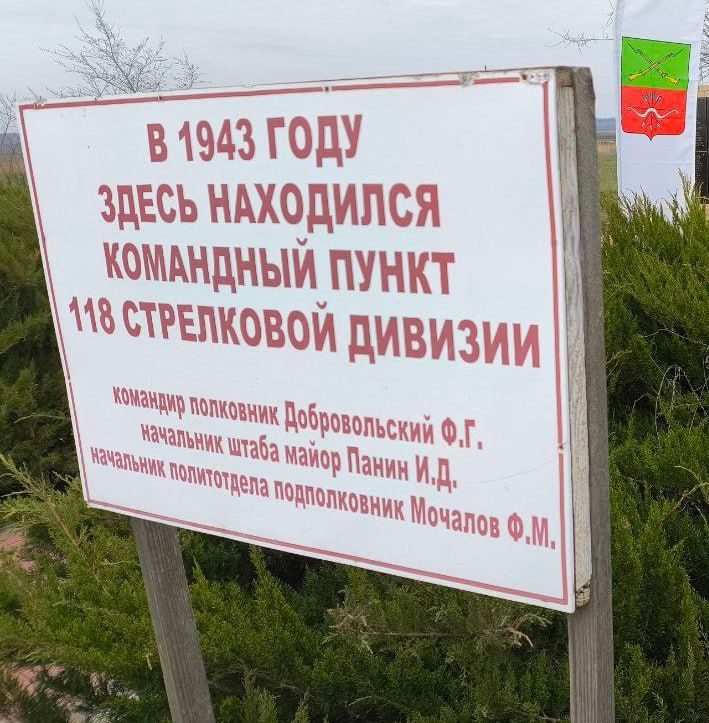 В 1943 ГОДУ
ЗДЕСЬ НАХОДИЛСЯ
КОМАНДНЫЙ ПУНКТ
118 СТРЕЛКОВОЙ ДИВИЗИИ
командир полковник Добровольский Ф.Г.
начальник штаба майор Панин И.Д.
начальник политотдела подполковник Мочалов Ф.М.